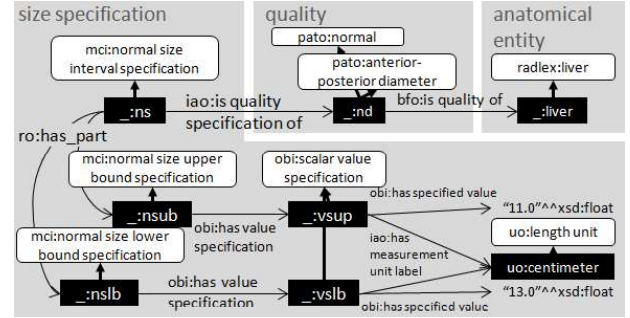 size specification
quality
anatomical
entity
mci:normal size
interval specification
pato:normal
pato:anterior-
posterior diameter
radlex:liver
_:ns
iao:is quality
specification of
_:nd
bfo:is quality of
_:liver
ro:has_part
mci:normal size upper
bound specification
obi:scalar value
specification
obi:has specified value
_:nsub
obi:has value
specification
_:vsup
"11.0"^^xsd:float
mci:normal size lower
bound specification
iao:has
measurement
unit label
uo:length unit
uo:centimeter
_:nslb
obi:has value
specification
_:vslb
"13.0"^^xsd:float
obi:has specified value